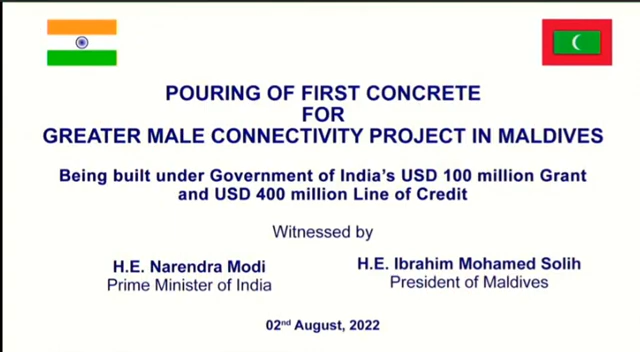 POURING OF FIRST CONCRETE
FOR
GREATER MALE CONNECTIVITY PROJECT IN MALDIVES
Being built under Government of India's USD 100 million Grant
and USD 400 million Line of Credit
Witnessed by
H.E. Narendra Modi
Prime Minister of India
H.E. Ibrahim Mohamed Solih
President of Maldives
02nd August, 2022